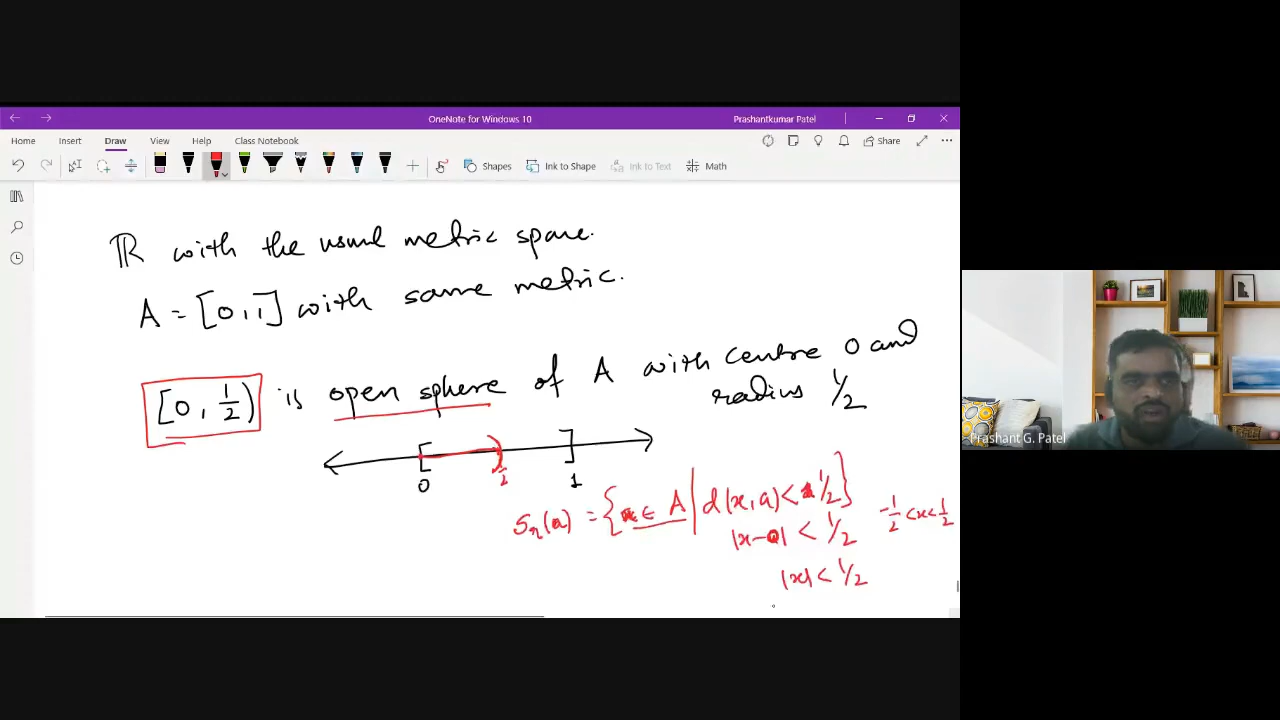 OneNote for Windows 10
Prashantkumar Patel
Home Insert Draw View Help Class Notebook
Share
Shapes Ink to Shape Ink to Text Math
ℝ with the usual metric space.
A = [0, 1] with same metric.
[0, 1/2) is open sphere of A with centre 0 and
radius 1/2
0 1/2 1
Sr(a) = {x ∈ A | d(x, a) < 1/2}
|x-0| < 1/2
-1/2 < x < 1/2
|x| < 1/2
Prashant G. Patel